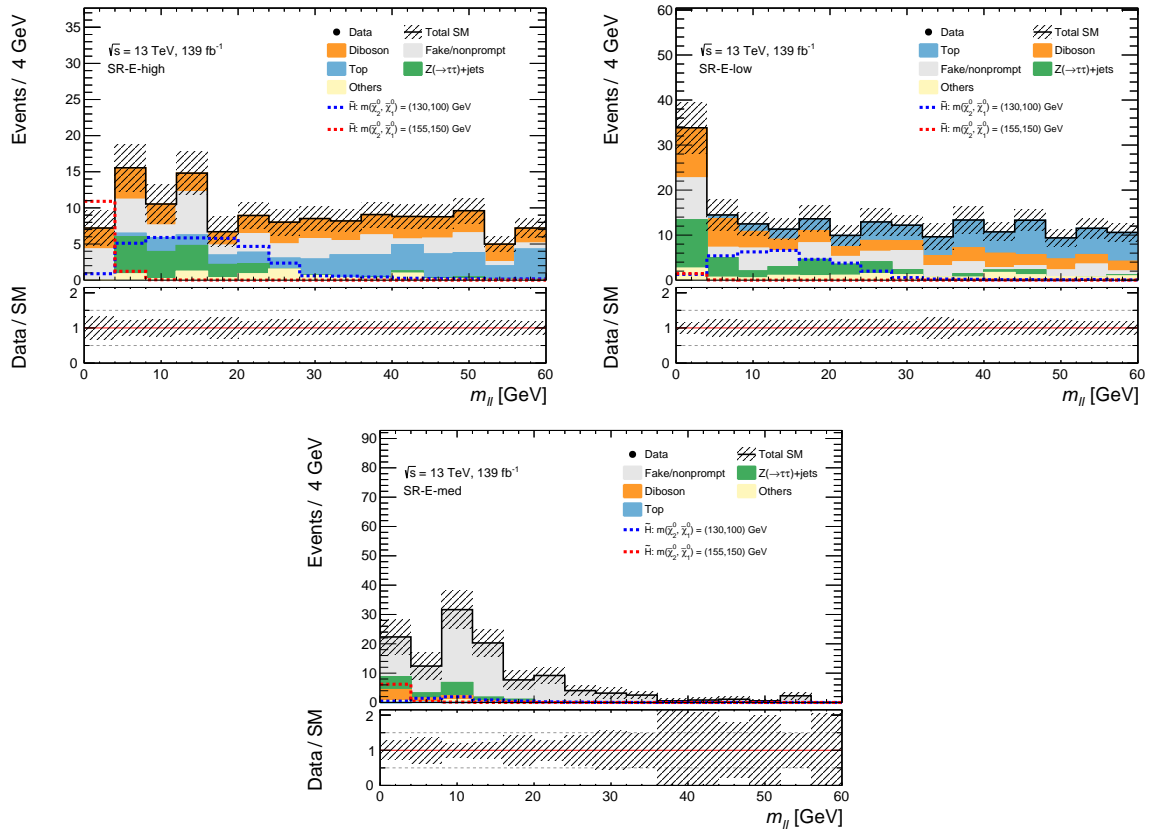 Events / 4 GeV
35
30
25
20
15
10
5
0
√s = 13 TeV, 139 fb⁻¹
SR-E-high
Data
Total SM
Diboson
Fake/nonprompt
Top
Z(→ττ)+jets
Others
H̃: m(χ̃⁰₂, χ̃⁰₁) = (130,100) GeV
H̃: m(χ̃⁰₂, χ̃⁰₁) = (155,150) GeV
Data / SM
2
1
0
0 10 20 30 40 50 60
mₗₗ [GeV]
Events / 4 GeV
60
50
40
30
20
10
0
√s = 13 TeV, 139 fb⁻¹
SR-E-low
Data
Total SM
Top
Diboson
Fake/nonprompt
Z(→ττ)+jets
Others
H̃: m(χ̃⁰₂, χ̃⁰₁) = (130,100) GeV
H̃: m(χ̃⁰₂, χ̃⁰₁) = (155,150) GeV
Data / SM
2
1
0
0 10 20 30 40 50 60
mₗₗ [GeV]
Events / 4 GeV
90
80
70
60
50
40
30
20
10
0
√s = 13 TeV, 139 fb⁻¹
SR-E-med
Data
Total SM
Fake/nonprompt
Z(→ττ)+jets
Diboson
Others
Top
H̃: m(χ̃⁰₂, χ̃⁰₁) = (130,100) GeV
H̃: m(χ̃⁰₂, χ̃⁰₁) = (155,150) GeV
Data / SM
2
1
0
0 10 20 30 40 50 60
mₗₗ [GeV]